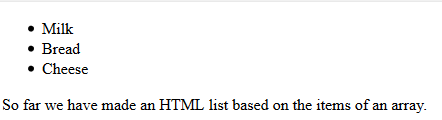 • Milk
• Bread
• Cheese
So far we have made an HTML list based on the items of an array.